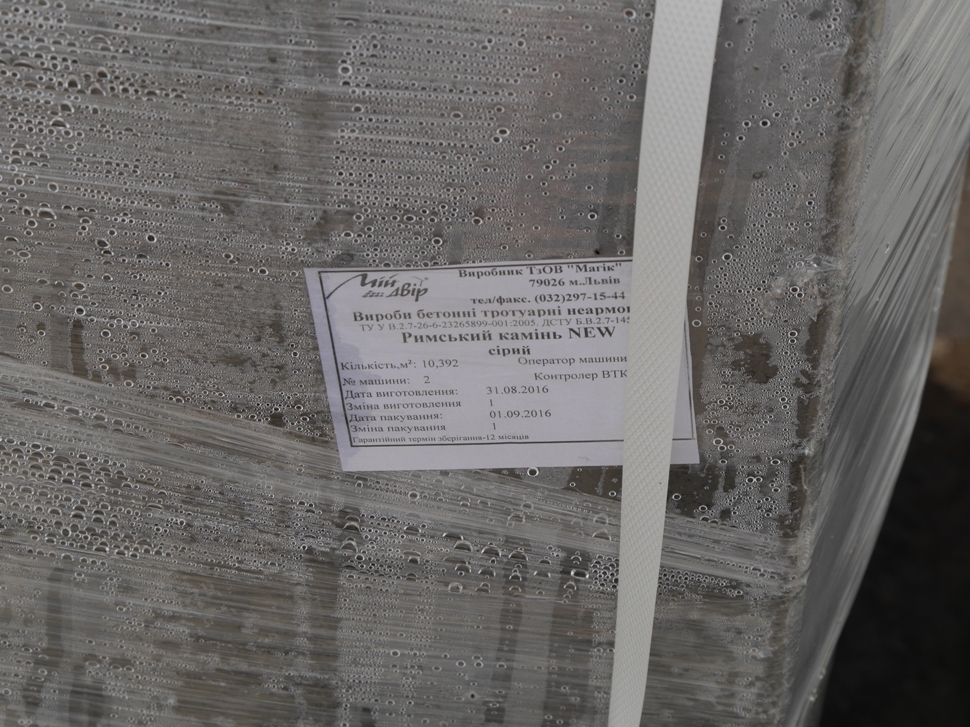 Мій двір
Виробник ТзОВ "Магік"
79026 м.Львів
тел/факс. (032)297-15-44
Вироби бетонні тротуарні неармо
ТУ У В.2.7-26-6-23265899-001:2005, ДСТУ Б.В.2.7-145
Римський камінь NEW
сірий
Кількість,м²: 10,392 Оператор машини
№ машини: 2 Контролер ВТК
Дата виготовлення: 31.08.2016
Зміна виготовлення 1
Дата пакування: 01.09.2016
Зміна пакування 1
Гарантійний термін зберігання-12 місяців